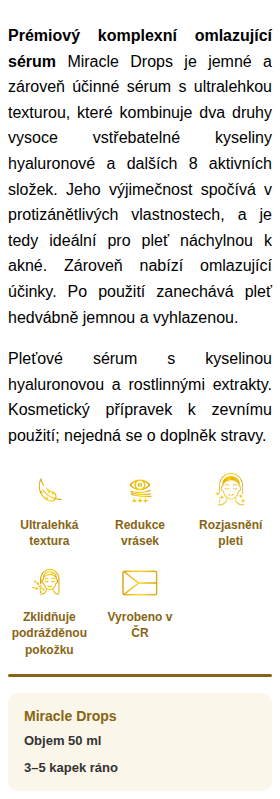 Prémiový komplexní omlazující
sérum Miracle Drops je jemné a
zároveň účinné sérum s ultralehkou
texturou, které kombinuje dva druhy
vysoce vstřebatelné kyseliny
hyaluronové a dalších 8 aktivních
složek. Jeho výjimečnost spočívá v
protizánětlivých vlastnostech, a je
tedy ideální pro pleť náchylnou k
akné. Zároveň nabízí omlazující
účinky. Po použití zanechává pleť
hedvábně jemnou a vyhlazenou.
Pleťové sérum s kyselinou
hyaluronovou a rostlinnými extrakty.
Kosmetický přípravek k zevnímu
použití; nejedná se o doplněk stravy.
Ultralehká
textura
Redukce
vrásek
Rozjasnění
pleti
Zklidňuje
podrážděnou
pokožku
Vyrobeno v
ČR
Miracle Drops
Objem 50 ml
3–5 kapek ráno